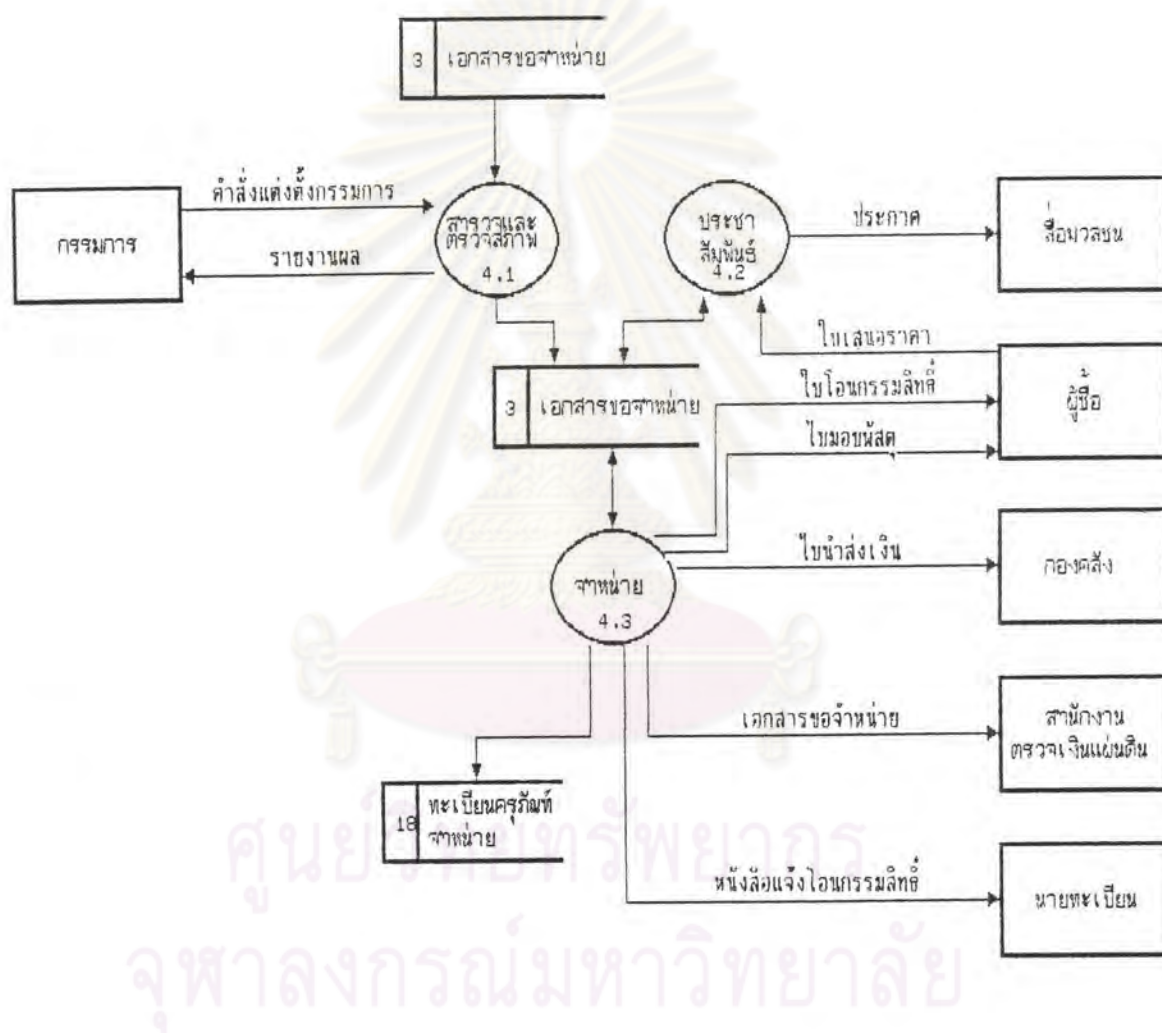 3 เอกสารขอจำหน่าย
คำสั่งแต่งตั้งกรรมการ
กรรมการ
รายงานผล
สำรวจและ
ตรวจสภาพ
4.1
ประชา
สัมพันธ์
4.2
ประกาศ
สื่อมวลชน
ใบเสนอราคา
ใบโอนกรรมสิทธิ์
ผู้ซื้อ
3 เอกสารขอจำหน่าย
ใบมอบพัสดุ
ใบนำส่งเงิน
กองคลัง
จำหน่าย
4.3
เอกสารขอจำหน่าย
สำนักงาน
ตรวจเงินแผ่นดิน
18 ทะเบียนครุภัณฑ์
จำหน่าย
หนังสือแจ้งโอนกรรมสิทธิ์
นายทะเบียน
ศูนย์วิทยทรัพยากร
จุฬาลงกรณ์มหาวิทยาลัย